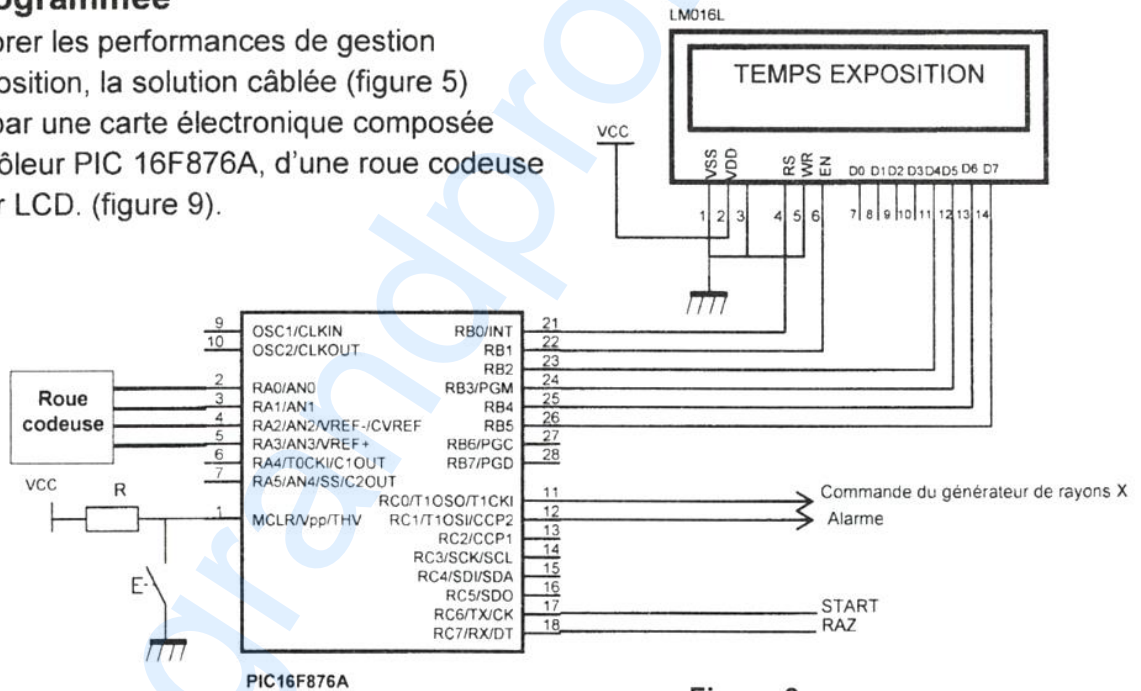 orer les performances de gestion
osition, la solution câblée (figure 5)
par une carte électronique composée
ôleur PIC 16F876A, d'une roue codeuse
r LCD. (figure 9).
LM016L
TEMPS EXPOSITION
VCC
VSS VDD RS WR EN D0 D1 D2 D3 D4 D5 D6 D7
1 2 3 4 5 6 7 8 9 10 11 12 13 14
9 OSC1/CLKIN RB0/INT 21
10 OSC2/CLKOUT RB1 22
RB2 23
2 RA0/AN0 RB3/PGM 24
3 RA1/AN1 RB4 25
4 RA2/AN2/VREF-/CVREF RB5 26
5 RA3/AN3/VREF+ RB6/PGC 27
6 RA4/T0CKI/C1OUT RB7/PGD 28
7 RA5/AN4/SS/C2OUT
Roue
codeuse
RC0/T1OSO/T1CKI 11 Commande du générateur de rayons X
VCC R
1 MCLR/Vpp/THV RC1/T1OSI/CCP2 12 Alarme
RC2/CCP1 13
RC3/SCK/SCL 14
RC4/SDI/SDA 15
E
RC5/SDO 16
RC6/TX/CK 17 START
RC7/RX/DT 18 RAZ
PIC16F876A